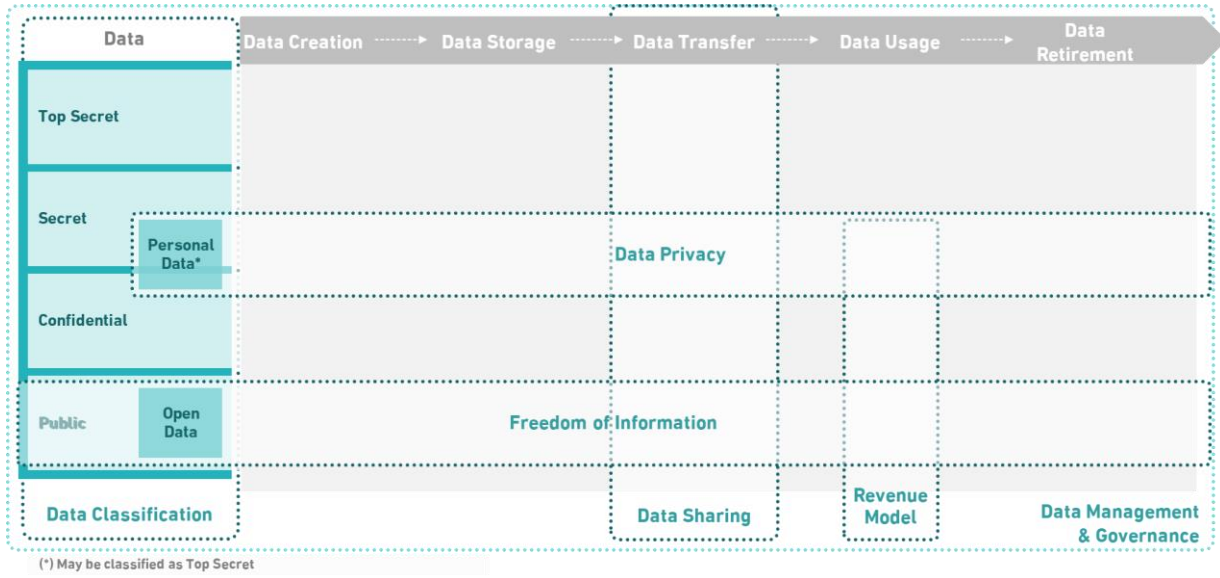 Data
Data Creation
Data Storage
Data Transfer
Data Usage
Data
Retirement
Top Secret
Secret
Personal
Data*
Data Privacy
Confidential
Public
Open
Data
Freedom of Information
Data Classification
Data Sharing
Revenue
Model
Data Management
& Governance
(*) May be classified as Top Secret